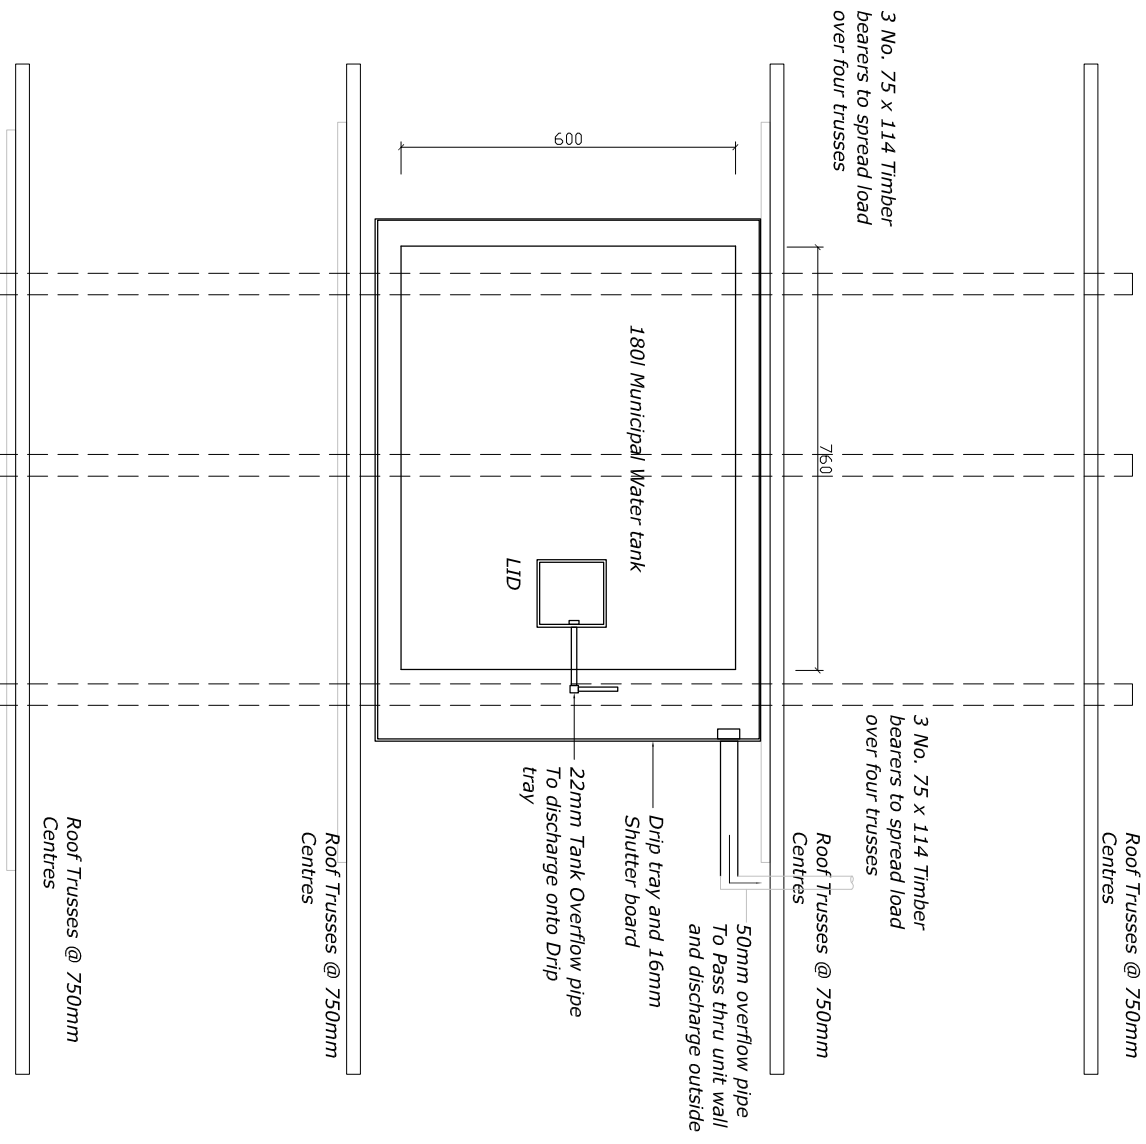 3 No. 75 x 114 Timber
bearers to spread load
over four trusses
600
760
180l Municipal Water tank
LID
3 No. 75 x 114 Timber
bearers to spread load
over four trusses
Roof Trusses @ 750mm
Centres
Roof Trusses @ 750mm
Centres
50mm overflow pipe
To Pass thru unit wall
and discharge outside
Drip tray and 16mm
Shutter board
22mm Tank Overflow pipe
To discharge onto Drip
tray
Roof Trusses @ 750mm
Centres
Roof Trusses @ 750mm
Centres